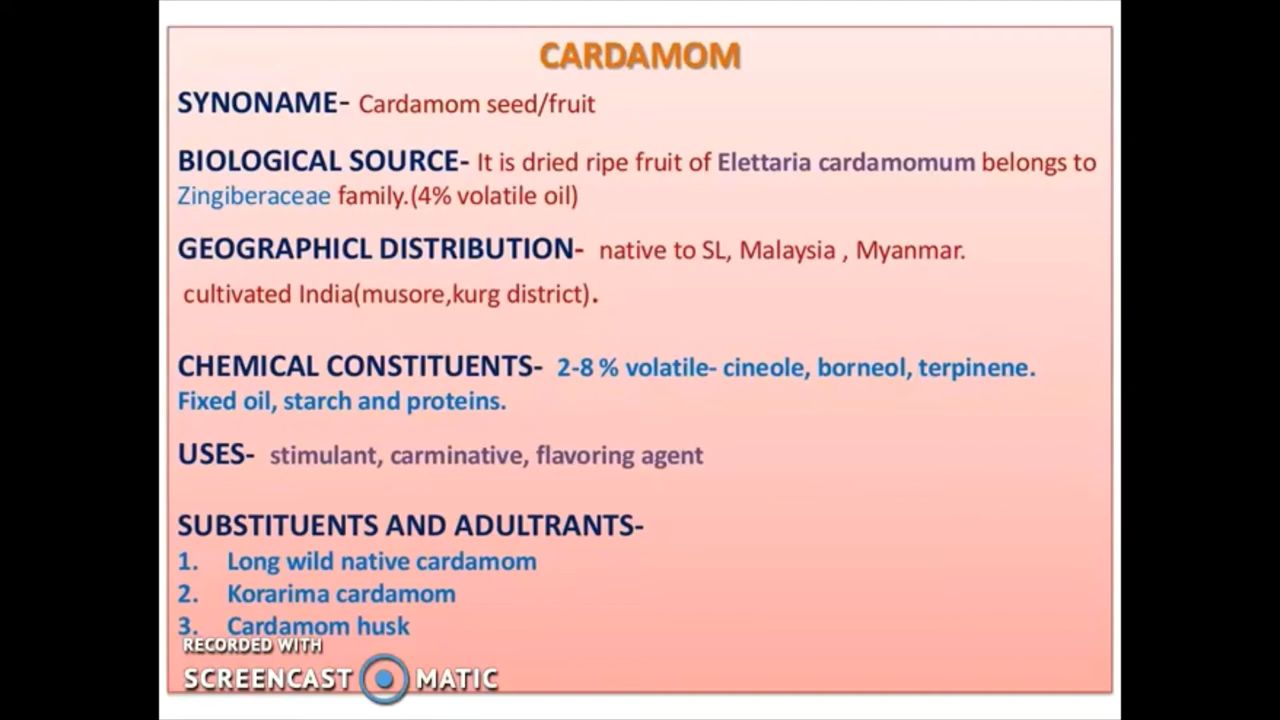 CARDAMOM
SYNONAME- Cardamom seed/fruit
BIOLOGICAL SOURCE- It is dried ripe fruit of Elettaria cardamomum belongs to
Zingiberaceae family.(4% volatile oil)
GEOGRAPHICL DISTRIBUTION- native to SL, Malaysia , Myanmar.
cultivated India(musore,kurg district).
CHEMICAL CONSTITUENTS- 2-8 % volatile- cineole, borneol, terpinene.
Fixed oil, starch and proteins.
USES- stimulant, carminative, flavoring agent
SUBSTITUENTS AND ADULTRANTS-
1. Long wild native cardamom
2. Korarima cardamom
3. Cardamom husk
RECORDED WITH
SCREENCAST MATIC